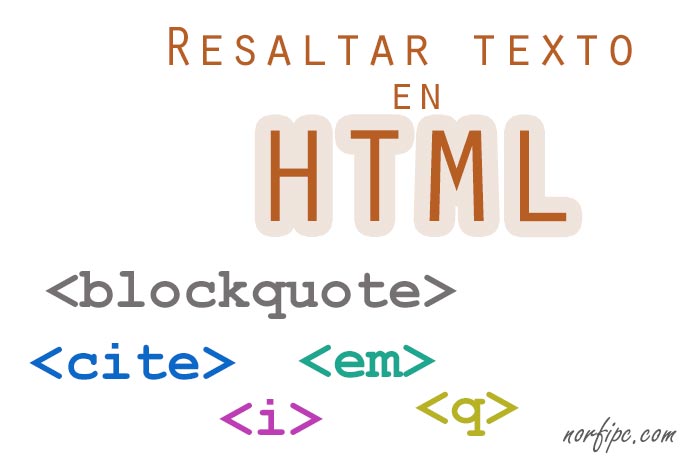 Resaltar texto
en
HTML
<blockquote>
<cite> <em>
<i> <q>
norfipc.com